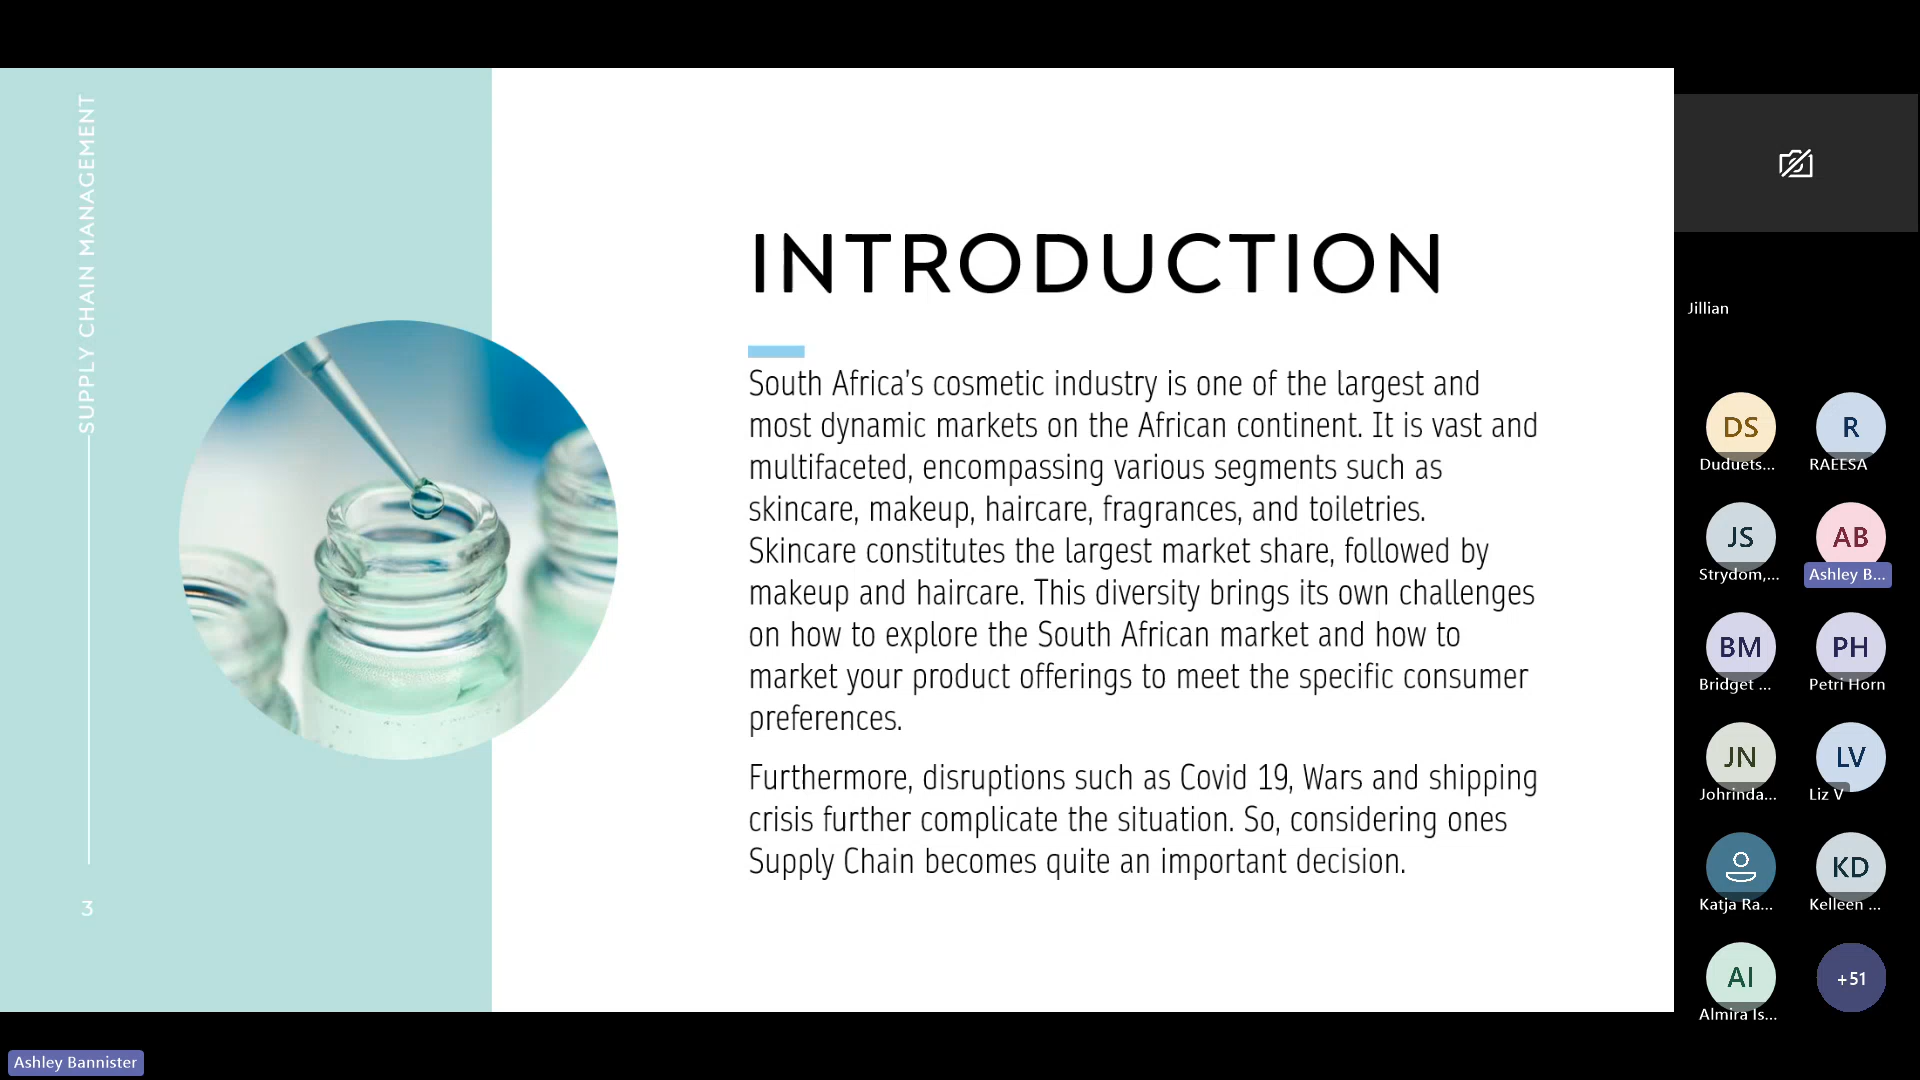 SUPPLY CHAIN MANAGEMENT
3
INTRODUCTION
South Africa's cosmetic industry is one of the largest and
most dynamic markets on the African continent. It is vast and
multifaceted, encompassing various segments such as
skincare, makeup, haircare, fragrances, and toiletries.
Skincare constitutes the largest market share, followed by
makeup and haircare. This diversity brings its own challenges
on how to explore the South African market and how to
market your product offerings to meet the specific consumer
preferences.
Furthermore, disruptions such as Covid 19, Wars and shipping
crisis further complicate the situation. So, considering ones
Supply Chain becomes quite an important decision.
Jillian
DS
Duduets...
R
RAEESA
JS
Strydom,...
AB
Ashley B...
BM
Bridget ...
PH
Petri Horn
JN
Johrinda...
LV
Liz V
Katja Ra...
KD
Kelleen ...
AI
Almira Is...
+51
Ashley Bannister